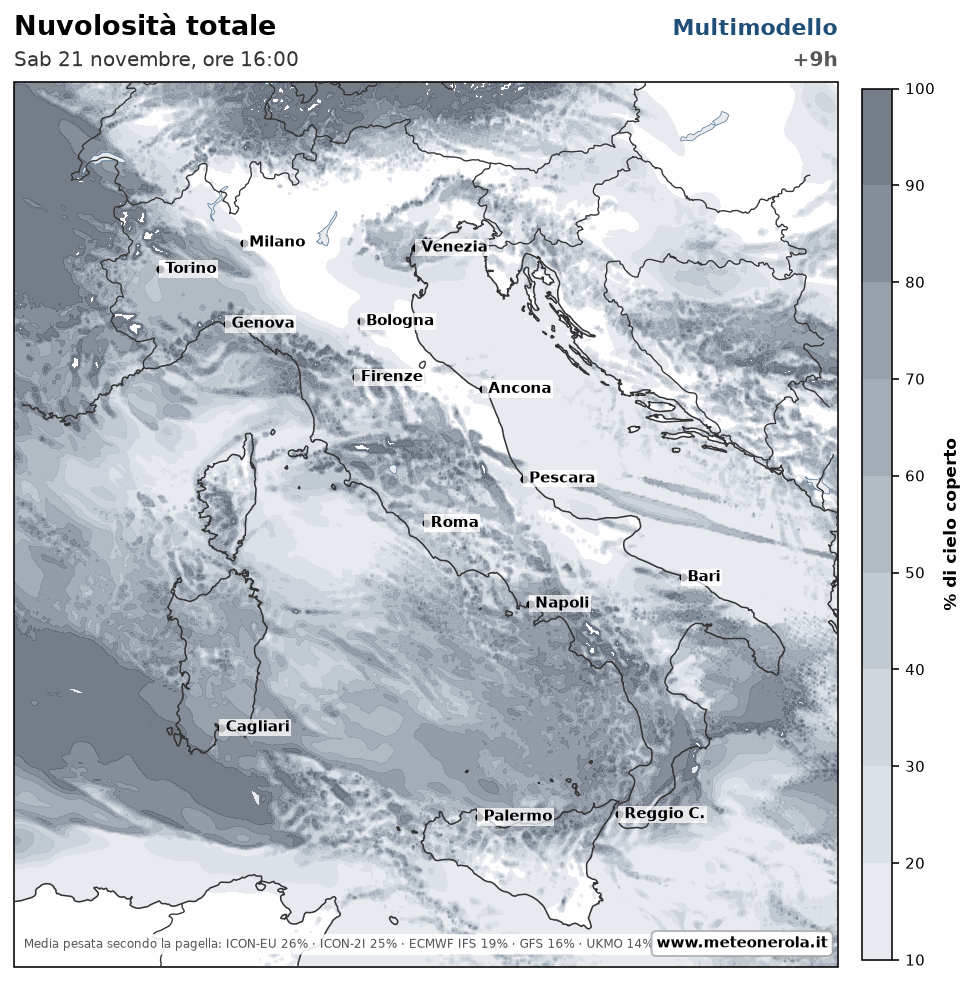 Nuvolosità totale
Multimodello
Sab 21 novembre, ore 16:00
+9h
100
90
80
70
60
50
40
30
20
10
% di cielo coperto
Milano
Venezia
Torino
Genova
Bologna
Firenze
Ancona
Pescara
Roma
Bari
Napoli
Cagliari
Palermo
Reggio C.
Media pesata secondo la pagella: ICON-EU 26% · ICON-2I 25% · ECMWF IFS 19% · GFS 16% · UKMO 14%
www.meteonerola.it